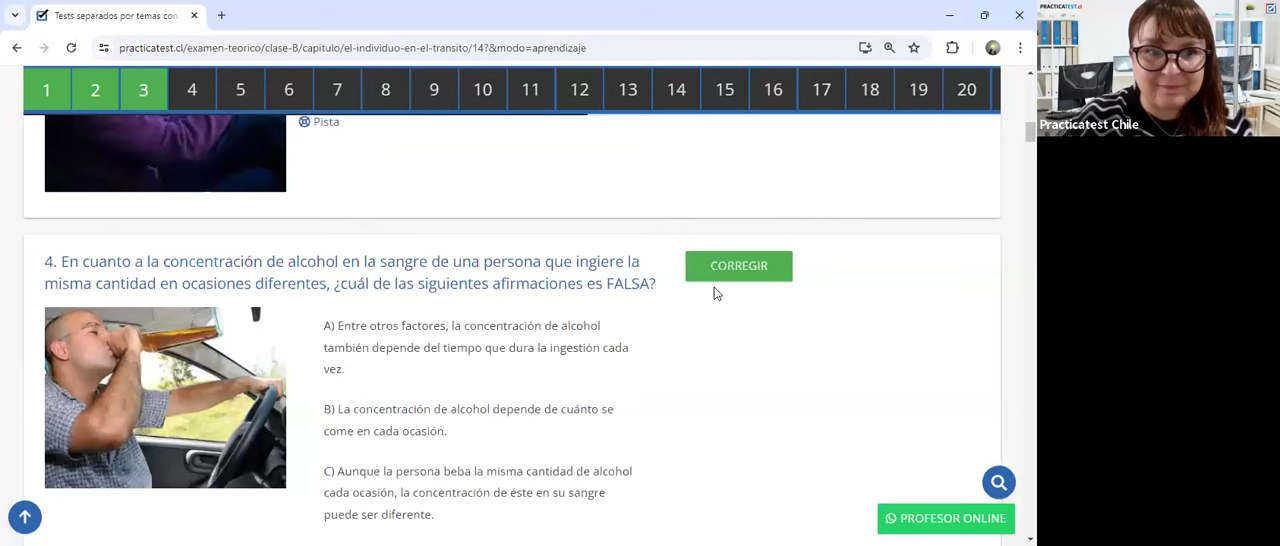 Tests separados por temas con
practicatest.cl/examen-teorico/clase-B/capitulo/el-individuo-en-el-transito/14?&modo=aprendizaje
1 2 3 4 5 6 7 8 9 10 11 12 13 14 15 16 17 18 19 20
Pista
4. En cuanto a la concentración de alcohol en la sangre de una persona que ingiere la
misma cantidad en ocasiones diferentes, ¿cuál de las siguientes afirmaciones es FALSA?
CORREGIR
A) Entre otros factores, la concentración de alcohol
también depende del tiempo que dura la ingestión cada
vez.
B) La concentración de alcohol depende de cuánto se
come en cada ocasión.
C) Aunque la persona beba la misma cantidad de alcohol
cada ocasión, la concentración de éste en su sangre
puede ser diferente.
PROFESOR ONLINE
PRACTICATEST.CL
Practicatest Chile